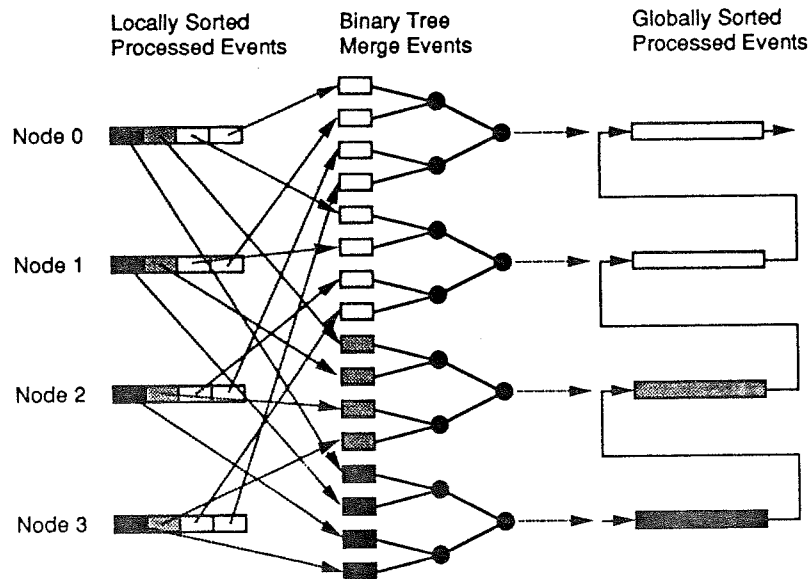 Locally Sorted
Processed Events
Binary Tree
Merge Events
Globally Sorted
Processed Events
Node 0
Node 1
Node 2
Node 3